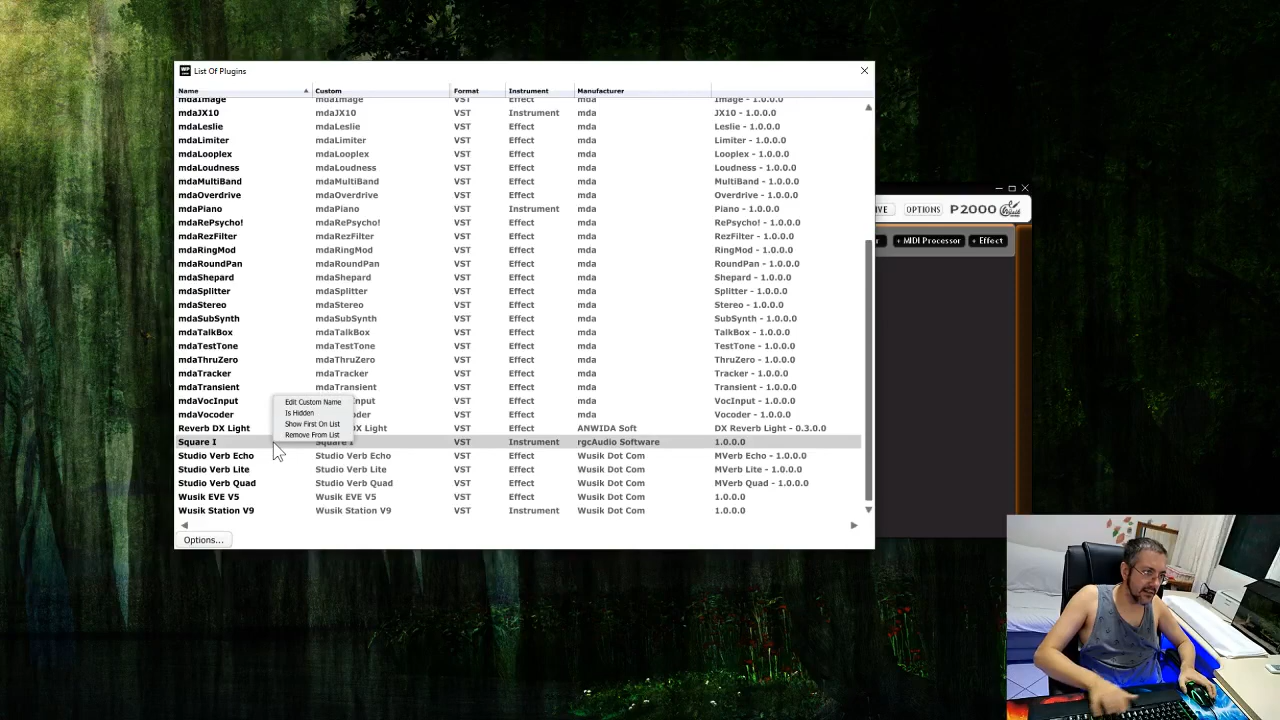 List Of Plugins
Name Custom Format Instrument Manufacturer
mdaImage mdaImage VST Effect mda Image - 1.0.0.0
mdaJX10 mdaJX10 VST Instrument mda JX10 - 1.0.0.0
mdaLeslie mdaLeslie VST Effect mda Leslie - 1.0.0.0
mdaLimiter mdaLimiter VST Effect mda Limiter - 1.0.0.0
mdaLooplex mdaLooplex VST Effect mda Looplex - 1.0.0.0
mdaLoudness mdaLoudness VST Effect mda Loudness - 1.0.0.0
mdaMultiBand mdaMultiBand VST Effect mda MultiBand - 1.0.0.0
mdaOverdrive mdaOverdrive VST Effect mda Overdrive - 1.0.0.0
mdaPiano mdaPiano VST Instrument mda Piano - 1.0.0.0
mdaRePsycho! mdaRePsycho! VST Effect mda RePsycho! - 1.0.0.0
mdaRezFilter mdaRezFilter VST Effect mda RezFilter - 1.0.0.0
mdaRingMod mdaRingMod VST Effect mda RingMod - 1.0.0.0
mdaRoundPan mdaRoundPan VST Effect mda RoundPan - 1.0.0.0
mdaShepard mdaShepard VST Effect mda Shepard - 1.0.0.0
mdaSplitter mdaSplitter VST Effect mda Splitter - 1.0.0.0
mdaStereo mdaStereo VST Effect mda Stereo - 1.0.0.0
mdaSubSynth mdaSubSynth VST Effect mda SubSynth - 1.0.0.0
mdaTalkBox mdaTalkBox VST Effect mda TalkBox - 1.0.0.0
mdaTestTone mdaTestTone VST Effect mda TestTone - 1.0.0.0
mdaThruZero mdaThruZero VST Effect mda ThruZero - 1.0.0.0
mdaTracker mdaTracker VST Effect mda Tracker - 1.0.0.0
mdaTransient mdaTransient VST Effect mda Transient - 1.0.0.0
mdaVocInput Input VST Effect mda VocInput - 1.0.0.0
mdaVocoder oder VST Effect mda Vocoder - 1.0.0.0
Reverb DX Light X Light VST Effect ANWIDA Soft DX Reverb Light - 0.3.0.0
Square I Square I VST Instrument rgcAudio Software 1.0.0.0
Studio Verb Echo Studio Verb Echo VST Effect Wusik Dot Com MVerb Echo - 1.0.0.0
Studio Verb Lite Studio Verb Lite VST Effect Wusik Dot Com MVerb Lite - 1.0.0.0
Studio Verb Quad Studio Verb Quad VST Effect Wusik Dot Com MVerb Quad - 1.0.0.0
Wusik EVE V5 Wusik EVE V5 VST Effect Wusik Dot Com 1.0.0.0
Wusik Station V9 Wusik Station V9 VST Instrument Wusik Dot Com 1.0.0.0
Options...
Edit Custom Name
Is Hidden
Show First On List
Remove From List
VE OPTIONS P2000
r + MIDI Processor + Effect